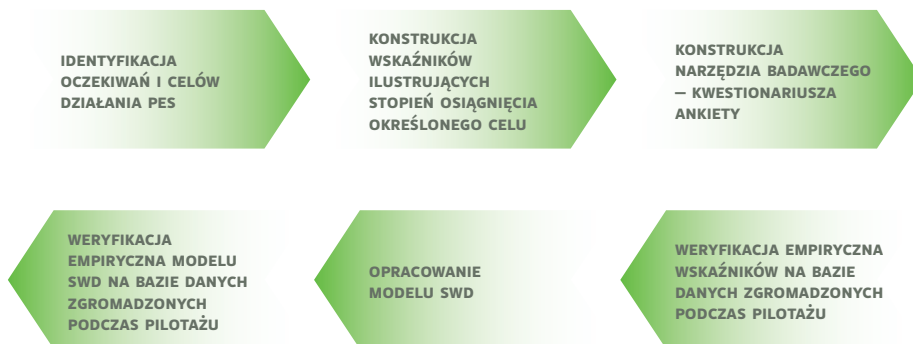 IDENTYFIKACJA
OCZEKIWAŃ I CELÓW
DZIAŁANIA PES
KONSTRUKCJA
WSKAŹNIKÓW
ILUSTRUJĄCYCH
STOPIEŃ OSIĄGNIĘCIA
OKREŚLONEGO CELU
KONSTRUKCJA
NARZĘDZIA BADAWCZEGO
— KWESTIONARIUSZA
ANKIETY
WERYFIKACJA EMPIRYCZNA
WSKAŹNIKÓW NA BAZIE
DANYCH ZGROMADZONYCH
PODCZAS PILOTAŻU
OPRACOWANIE
MODELU SWD
WERYFIKACJA
EMPIRYCZNA MODELU
SWD NA BAZIE DANYCH
ZGROMADZONYCH
PODCZAS PILOTAŻU